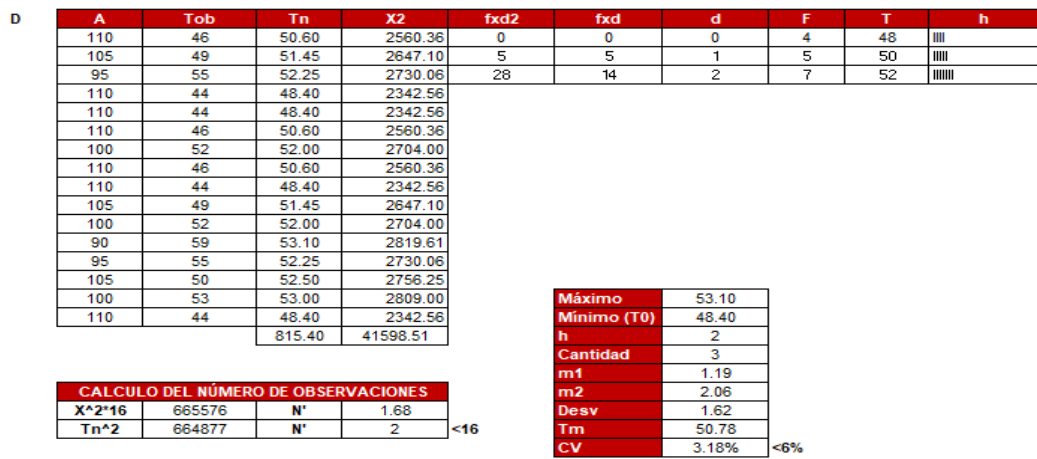 D A Tob Tn X2 fxd2 fxd d F T h
110 46 50.60 2560.36 0 0 0 4 48 IIII
105 49 51.45 2647.10 5 5 1 5 50 IIIII
95 55 52.25 2730.06 28 14 2 7 52 IIIIIII
110 44 48.40 2342.56
110 44 48.40 2342.56
110 46 50.60 2560.36
100 52 52.00 2704.00
110 46 50.60 2560.36
110 44 48.40 2342.56
105 49 51.45 2647.10
100 52 52.00 2704.00
90 59 53.10 2819.61
95 55 52.25 2730.06
105 50 52.50 2756.25
100 53 53.00 2809.00
110 44 48.40 2342.56
815.40 41598.51
Máximo 53.10
Mínimo (T0) 48.40
h 2
Cantidad 3
m1 1.19
m2 2.06
Desv 1.62
Tm 50.78
CV 3.18% <6%
CALCULO DEL NÚMERO DE OBSERVACIONES
X^2*16 665576 N' 1.68
Tn^2 664877 N' 2 <16